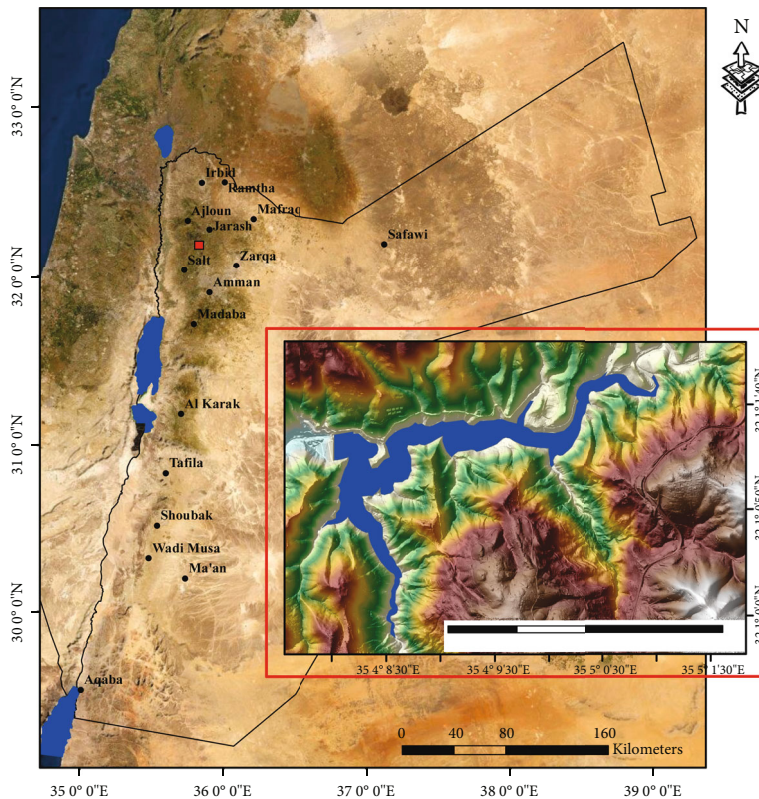 N
33 0° 0'' N
32 0° 0'' N
31 0° 0'' N
30 0° 0'' N
Irbid
Ramtha
Ajloun
Mafraq
Jarash
Safawi
Salt
Zarqa
Amman
Madaba
Al Karak
Tafila
Shoubak
Wadi Musa
Ma'an
Aqaba
35 4° 8'30''E
35 4° 9'30''E
35 5° 0'30''E
35 5° 1'30''E
0 40 80 160
Kilometers
35 0° 0''E
36 0° 0''E
37 0° 0''E
38 0° 0''E
39 0° 0''E